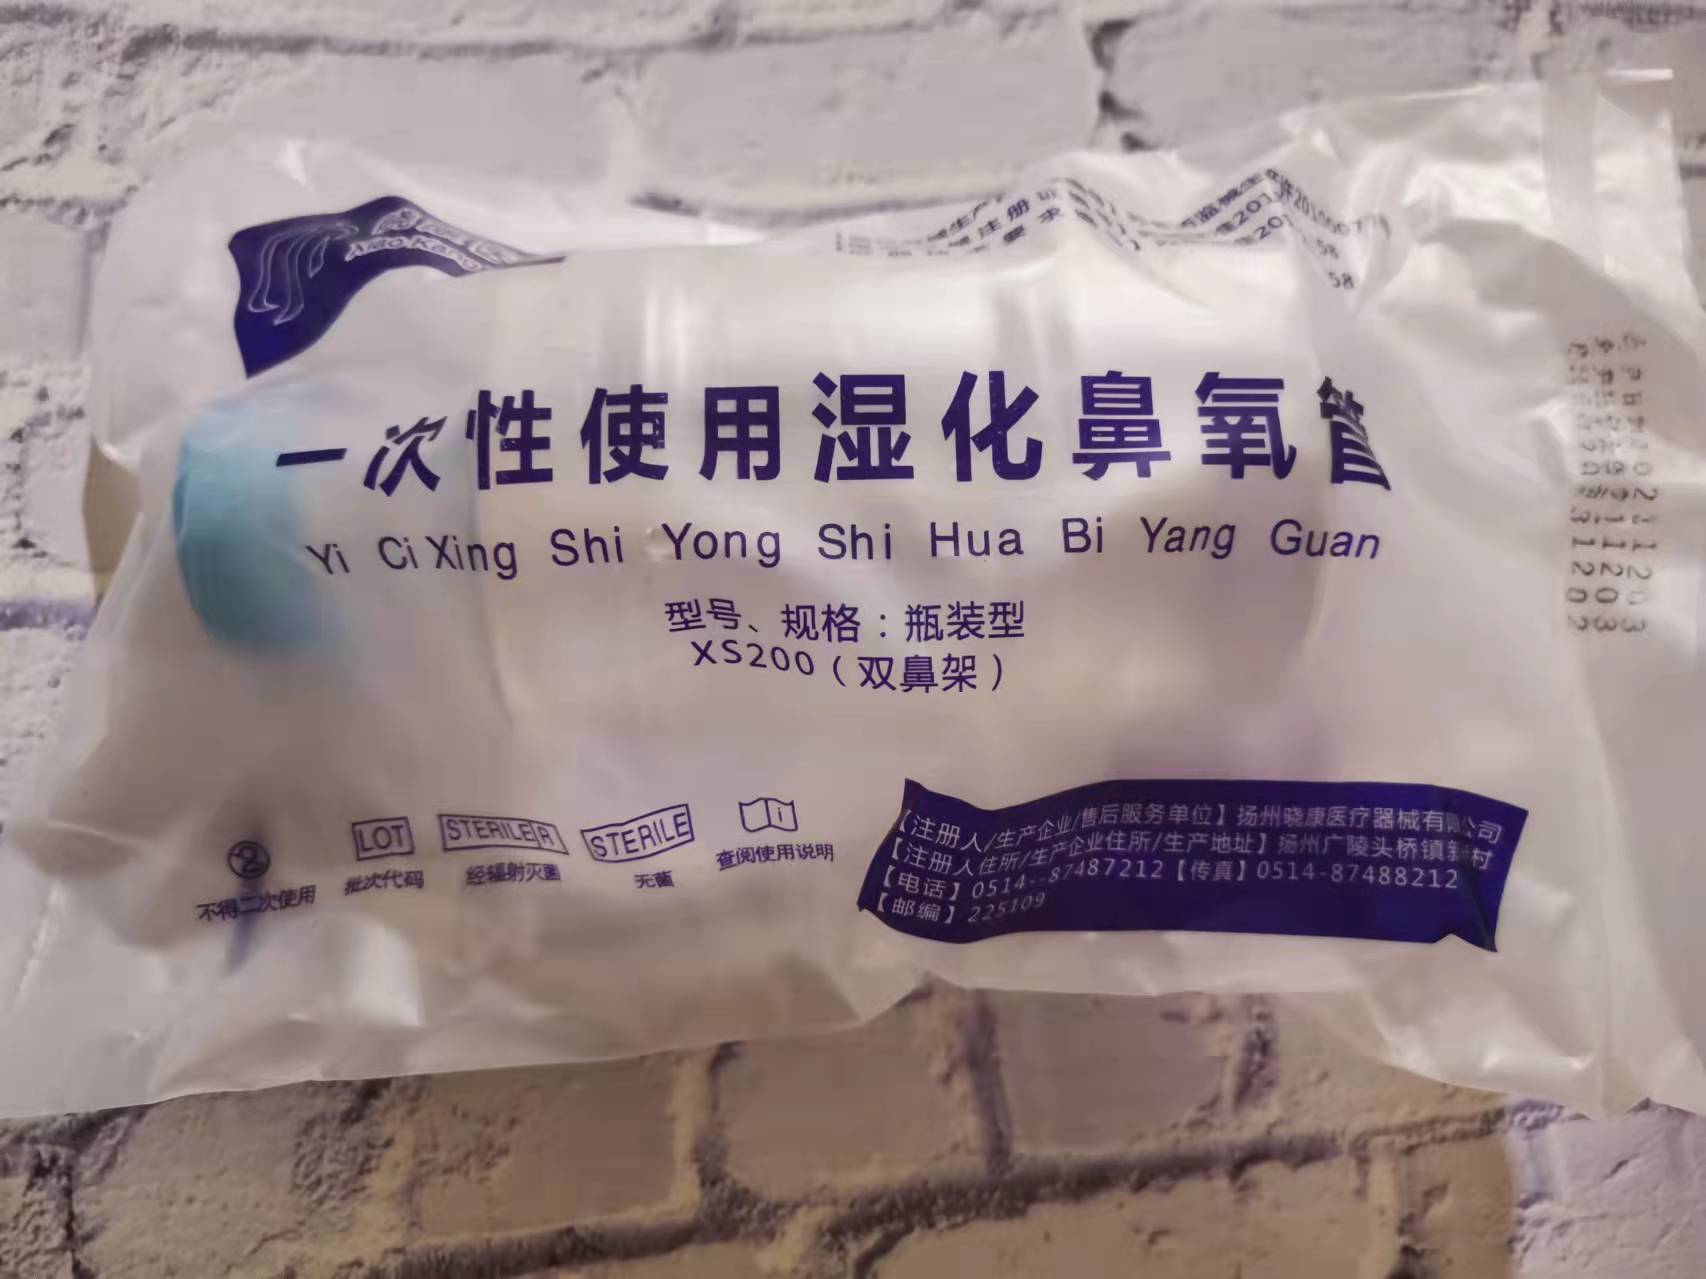 一次性使用湿化鼻氧管
Yi Ci Xing Shi Yong Shi Hua Bi Yang Guan
型号、规格：瓶装型
XS200（双鼻架）
LOT
STERILE R
STERILE
i
2
不得二次使用
批次代码
经辐射灭菌
无菌
查阅使用说明
【注册人/生产企业/售后服务单位】扬州晓康医疗器械有限公司
【注册人住所/生产企业住所/生产地址】扬州广陵头桥镇新村
【电话】0514--87487212【传真】0514-87488212
【邮编】225109